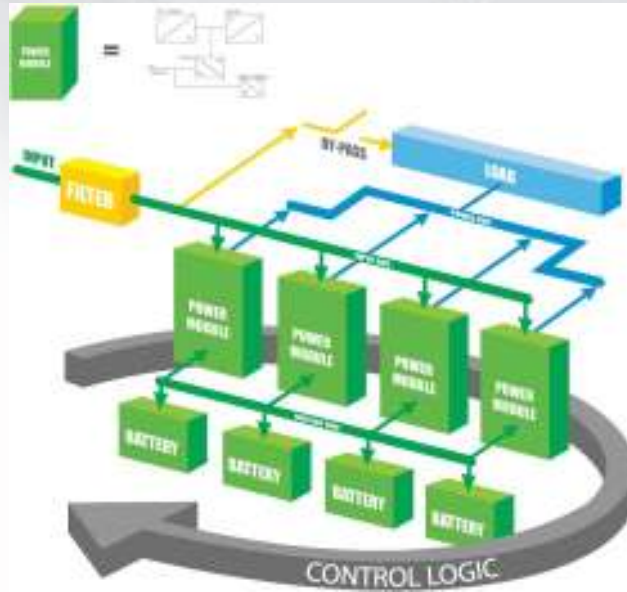 POWER
MODULE
=
INPUT
FILTER
BY-PASS
LOAD
POWER
MODULE
POWER
MODULE
POWER
MODULE
POWER
MODULE
BATTERY
BATTERY
BATTERY
BATTERY
CONTROL LOGIC